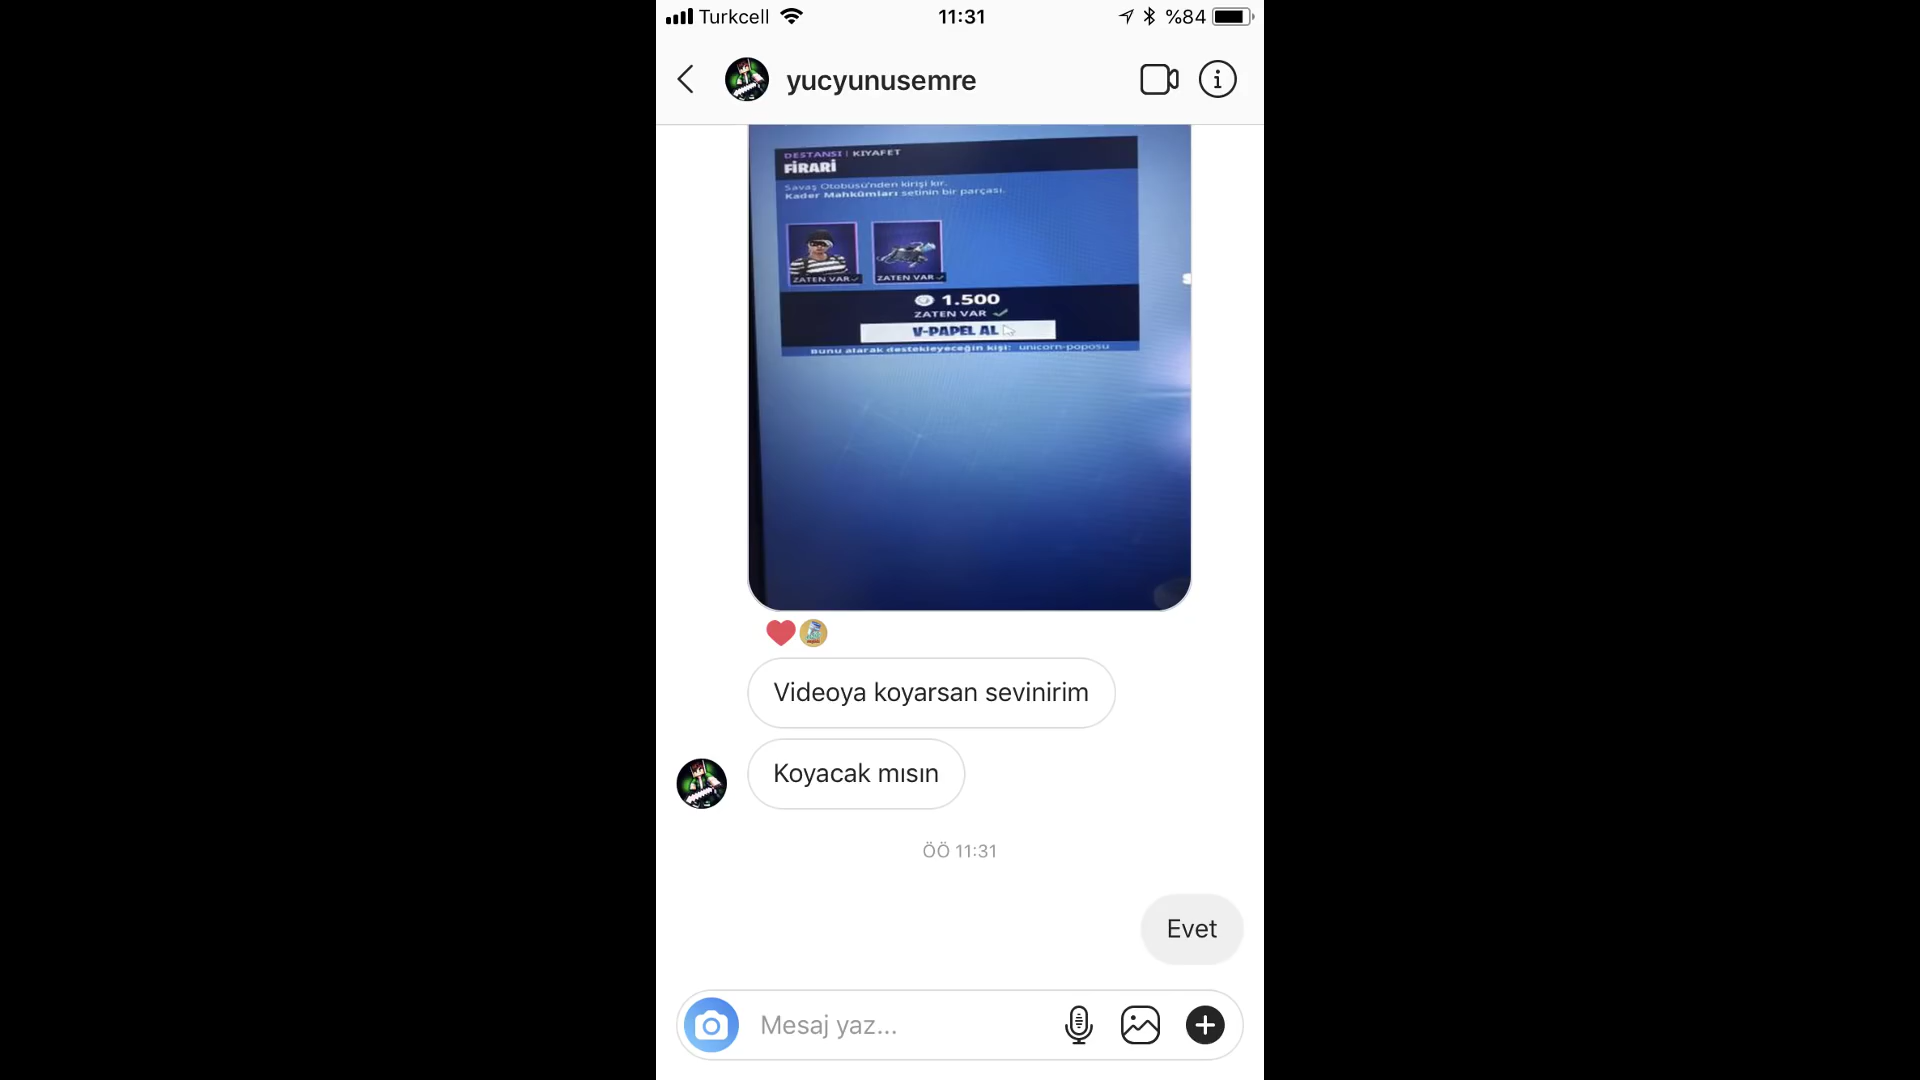 Turkcell 11:31 %84
yucyunusemre
DESTANSI | KIYAFET
FİRARİ
Savaş Otobüsü'nden kirişi kır.
Kader Mahkûmları setinin bir parçası.
ZATEN VAR ZATEN VAR
1.500
ZATEN VAR
V-PAPEL AL
Bunu alarak destekleyeceğin kişi: unicorn-poposu
Videoya koyarsan sevinirim
Koyacak mısın
ÖÖ 11:31
Evet
Mesaj yaz...